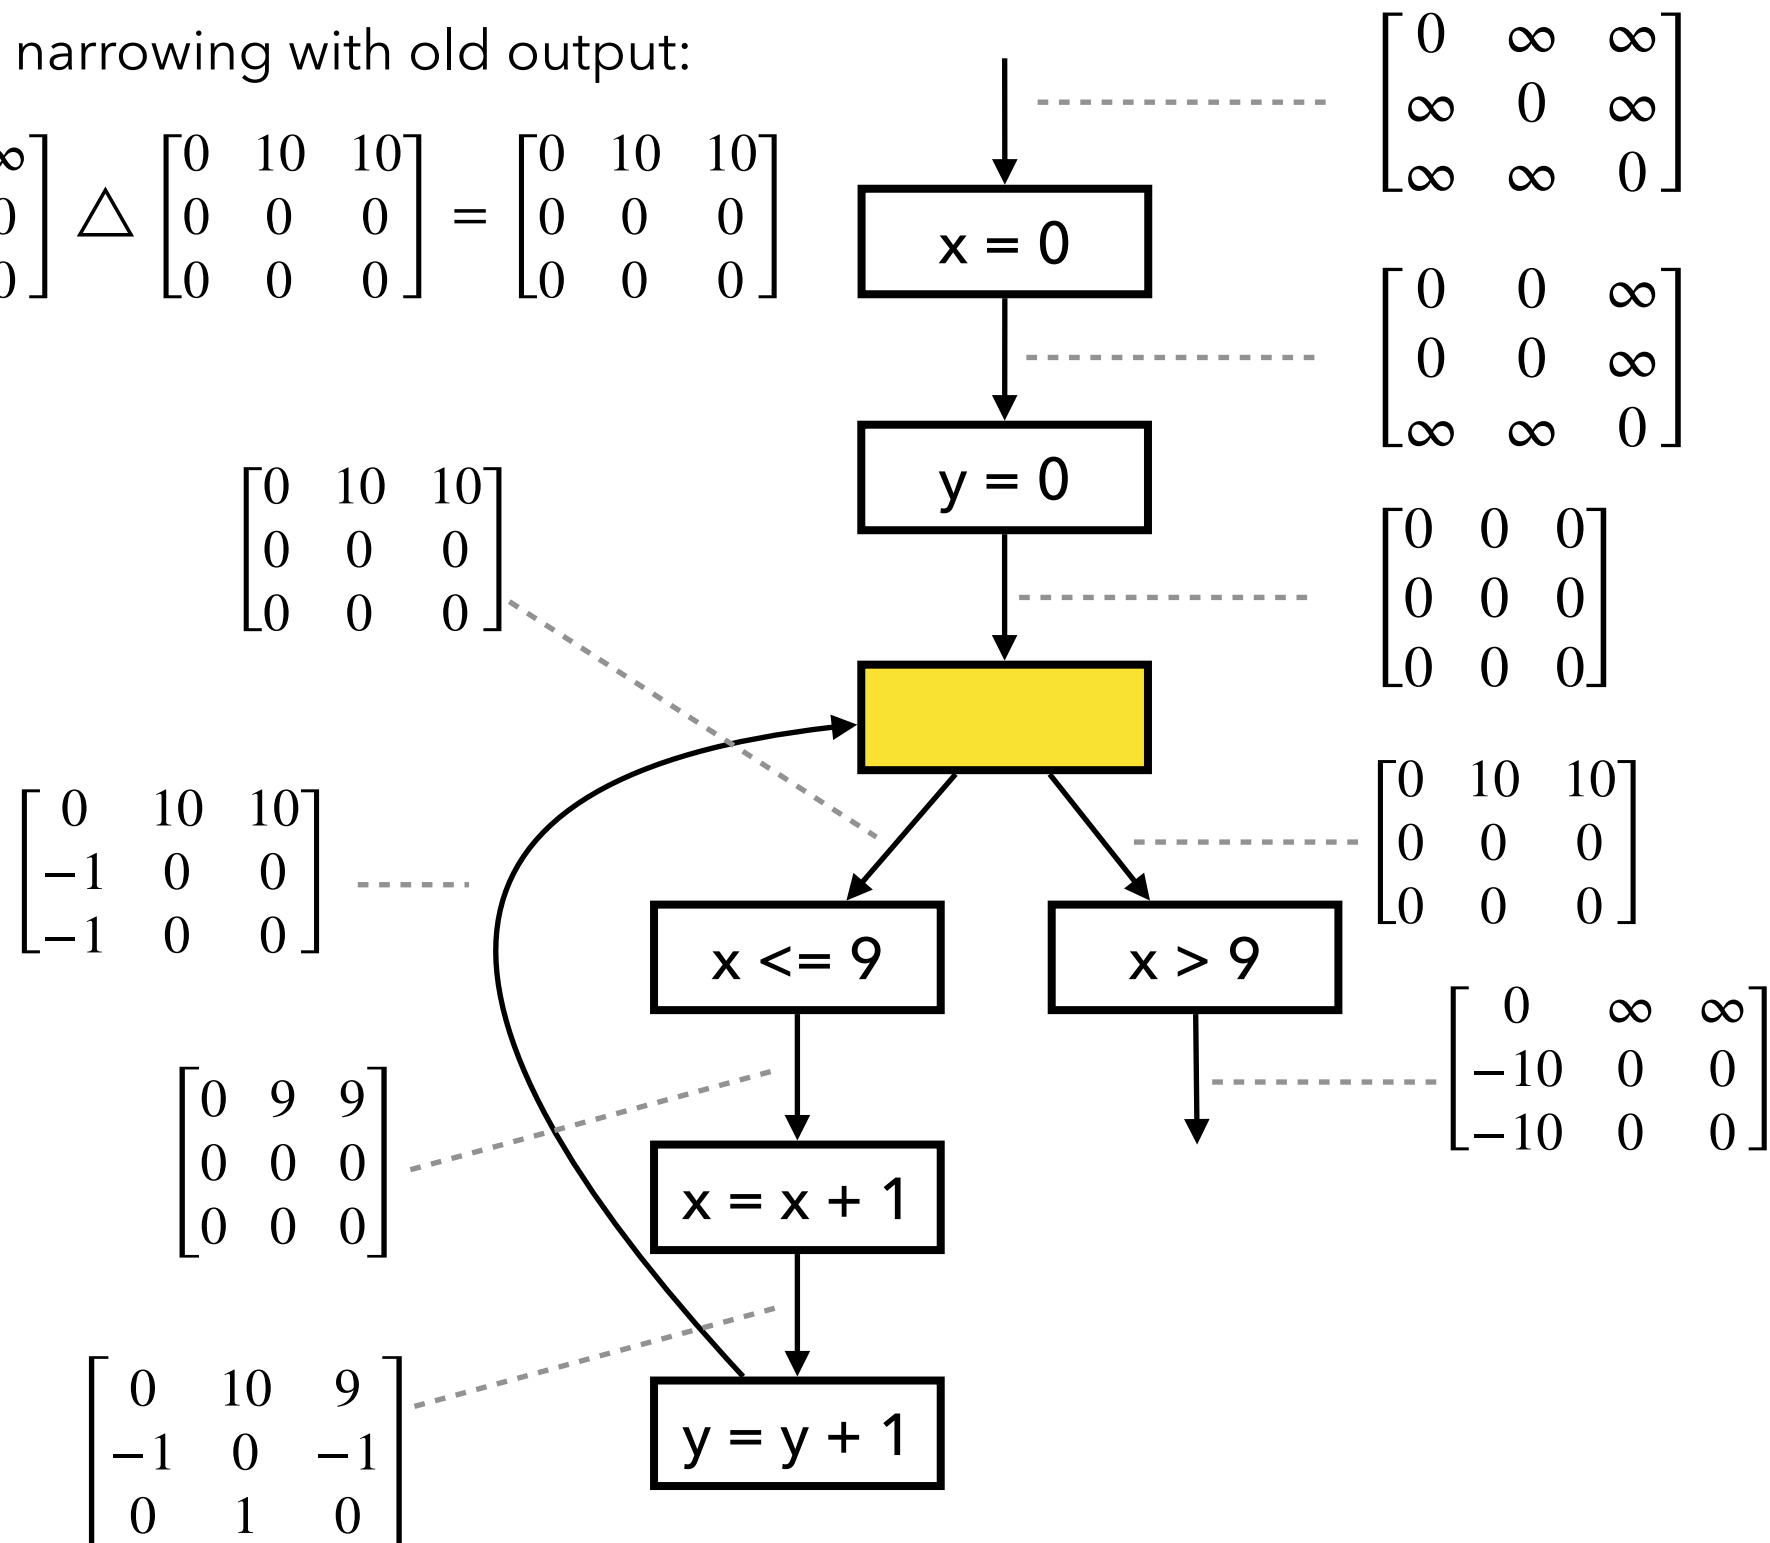 narrowing with old output:
∞
0
0
△
0 10 10
0 0 0
0 0 0
=
0 10 10
0 0 0
0 0 0
0 ∞ ∞
∞ 0 ∞
∞ ∞ 0
x = 0
0 0 ∞
0 0 ∞
∞ ∞ 0
y = 0
0 10 10
0 0 0
0 0 0
0 0 0
0 0 0
0 0 0
0 10 10
−1 0 0
−1 0 0
0 10 10
0 0 0
0 0 0
x <= 9
x > 9
0 ∞ ∞
−10 0 0
−10 0 0
0 9 9
0 0 0
0 0 0
x = x + 1
0 10 9
−1 0 −1
0 1 0
y = y + 1